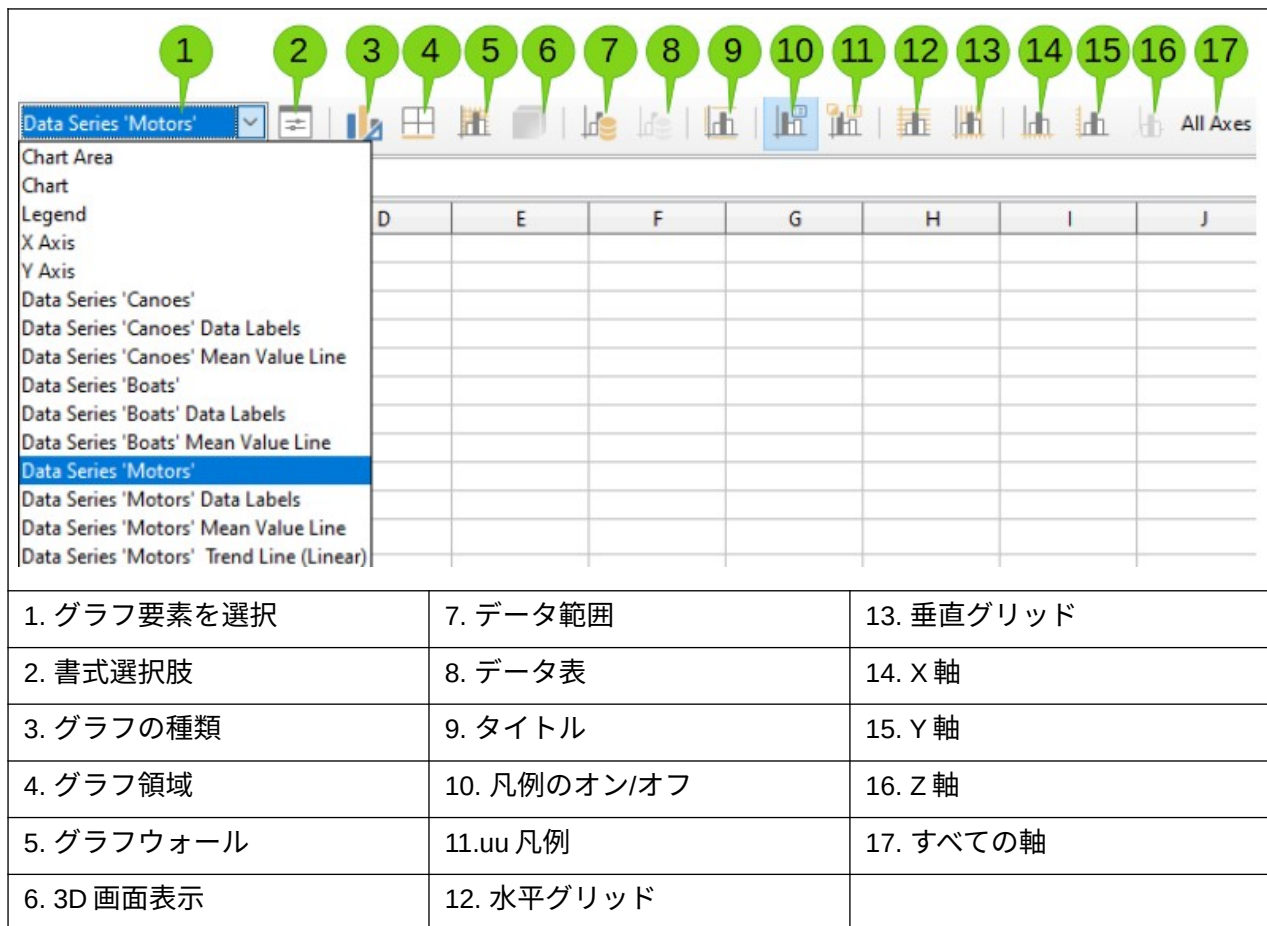 1 2 3 4 5 6 7 8 9 10 11 12 13 14 15 16 17
Data Series 'Motors' All Axes
Chart Area
Chart
Legend
D E F G H I J
X Axis
Y Axis
Data Series 'Canoes'
Data Series 'Canoes' Data Labels
Data Series 'Canoes' Mean Value Line
Data Series 'Boats'
Data Series 'Boats' Data Labels
Data Series 'Boats' Mean Value Line
Data Series 'Motors'
Data Series 'Motors' Data Labels
Data Series 'Motors' Mean Value Line
Data Series 'Motors' Trend Line (Linear)
1. グラフ要素を選択 7. データ範囲 13. 垂直グリッド
2. 書式選択肢 8. データ表 14. X 軸
3. グラフの種類 9. タイトル 15. Y 軸
4. グラフ領域 10. 凡例のオン/オフ 16. Z 軸
5. グラフウォール 11.uu 凡例 17. すべての軸
6. 3D 画面表示 12. 水平グリッド